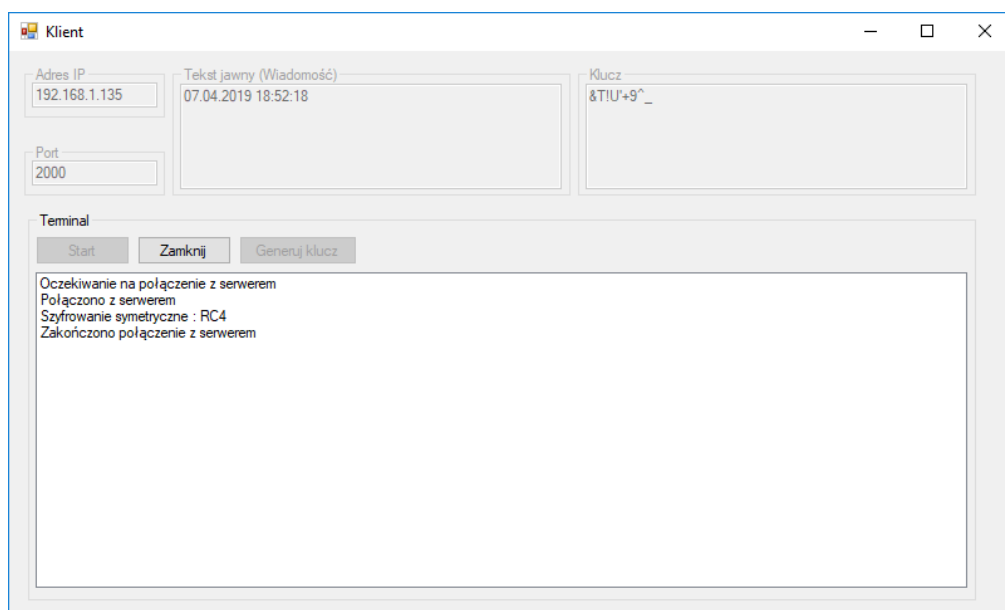 Klient
Adres IP
192.168.1.135
Tekst jawny (Wiadomość)
07.04.2019 18:52:18
Klucz
&T!U'+9^_
Port
2000
Terminal
Start Zamknij Generuj klucz
Oczekiwanie na połączenie z serwerem
Połączono z serwerem
Szyfrowanie symetryczne : RC4
Zakończono połączenie z serwerem